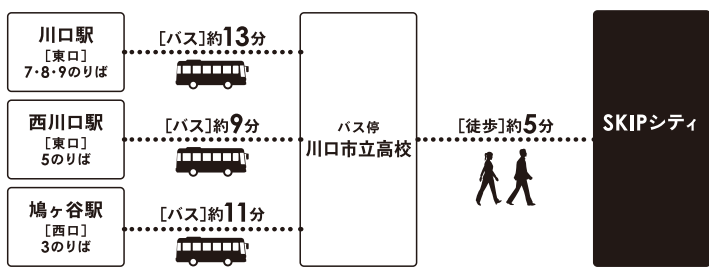 川口駅
[東口]
7・8・9のりば
[バス]約13分
西川口駅
[東口]
5のりば
[バス]約9分
鳩ヶ谷駅
[西口]
3のりば
[バス]約11分
バス停
川口市立高校
[徒歩]約5分
SKIPシティ